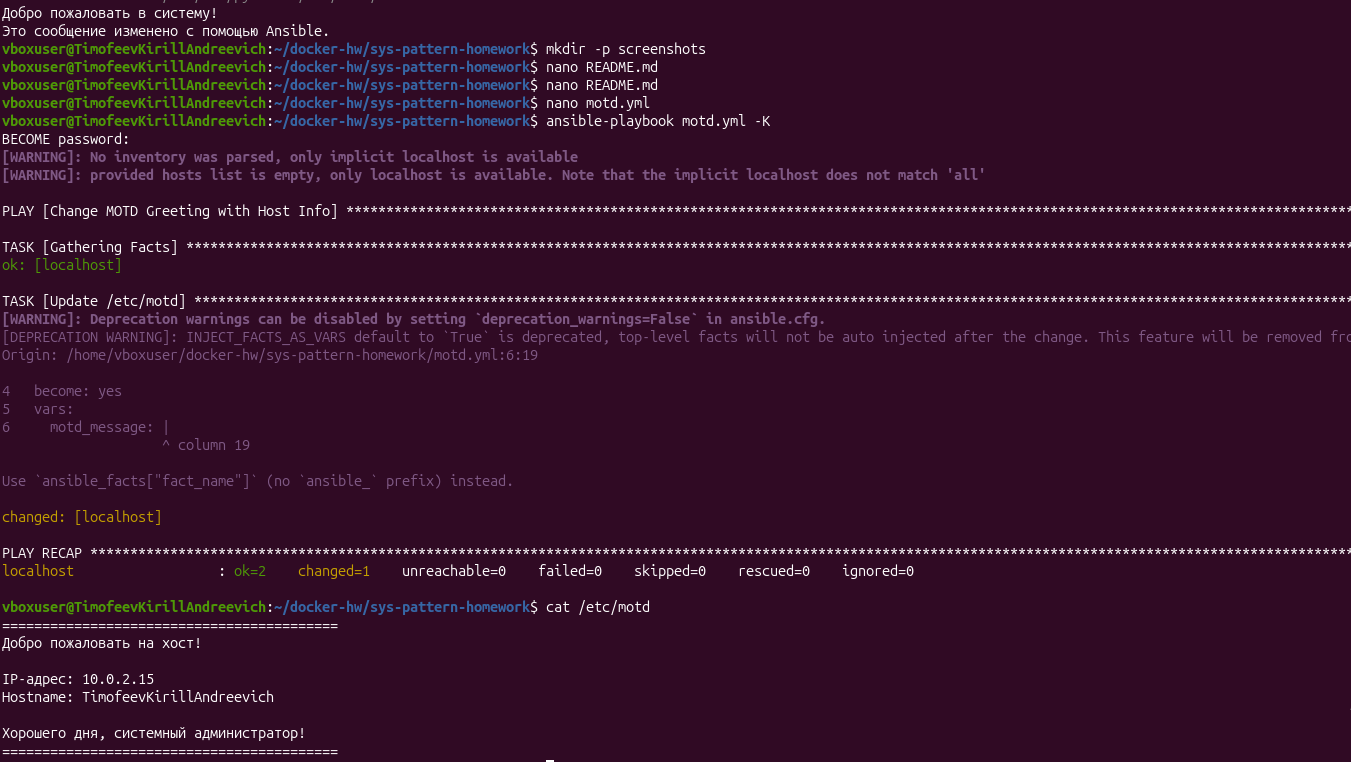 Добро пожаловать в систему!
Это сообщение изменено с помощью Ansible.
vboxuser@TimofeevKirillAndreevich:~/docker-hw/sys-pattern-homework$ mkdir -p screenshots
vboxuser@TimofeevKirillAndreevich:~/docker-hw/sys-pattern-homework$ nano README.md
vboxuser@TimofeevKirillAndreevich:~/docker-hw/sys-pattern-homework$ nano README.md
vboxuser@TimofeevKirillAndreevich:~/docker-hw/sys-pattern-homework$ nano motd.yml
vboxuser@TimofeevKirillAndreevich:~/docker-hw/sys-pattern-homework$ ansible-playbook motd.yml -K
BECOME password:
[WARNING]: No inventory was parsed, only implicit localhost is available
[WARNING]: provided hosts list is empty, only localhost is available. Note that the implicit localhost does not match 'all'
PLAY [Change MOTD Greeting with Host Info] ******************************************************************************************************************************
TASK [Gathering Facts] **************************************************************************************************************************************************
ok: [localhost]
TASK [Update /etc/motd] *************************************************************************************************************************************************
[WARNING]: Deprecation warnings can be disabled by setting `deprecation_warnings=False` in ansible.cfg.
[DEPRECATION WARNING]: INJECT_FACTS_AS_VARS default to `True` is deprecated, top-level facts will not be auto injected after the change. This feature will be removed fro
Origin: /home/vboxuser/docker-hw/sys-pattern-homework/motd.yml:6:19
4   become: yes
5   vars:
6     motd_message: |
                    ^ column 19
Use `ansible_facts["fact_name"]` (no `ansible_` prefix) instead.
changed: [localhost]
PLAY RECAP **************************************************************************************************************************************************************
localhost                  : ok=2    changed=1    unreachable=0    failed=0    skipped=0    rescued=0    ignored=0
vboxuser@TimofeevKirillAndreevich:~/docker-hw/sys-pattern-homework$ cat /etc/motd
==========================================
Добро пожаловать на хост!
IP-адрес: 10.0.2.15
Hostname: TimofeevKirillAndreevich
Хорошего дня, системный администратор!
==========================================